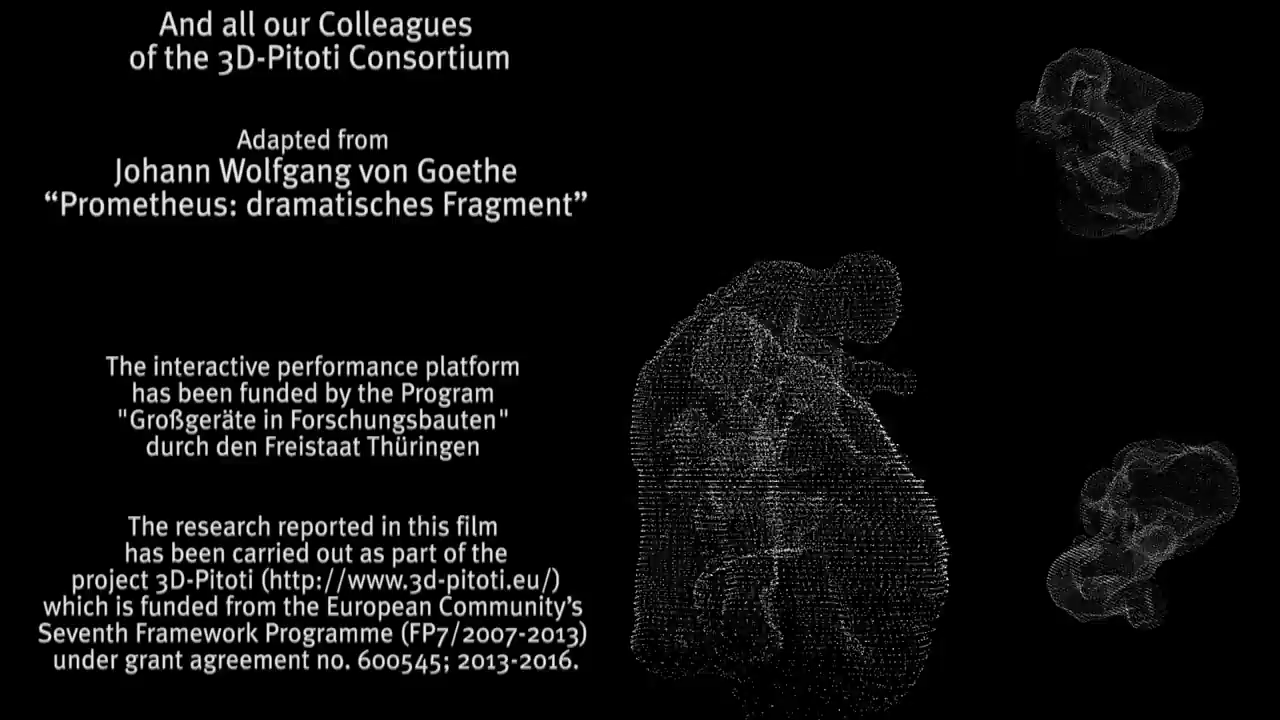 And all our Colleagues
of the 3D-Pitoti Consortium
Adapted from
Johann Wolfgang von Goethe
“Prometheus: dramatisches Fragment”
The interactive performance platform
has been funded by the Program
"Großgeräte in Forschungsbauten"
durch den Freistaat Thüringen
The research reported in this film
has been carried out as part of the
project 3D-Pitoti (http://www.3d-pitoti.eu/)
which is funded from the European Community’s
Seventh Framework Programme (FP7/2007-2013)
under grant agreement no. 600545; 2013-2016.